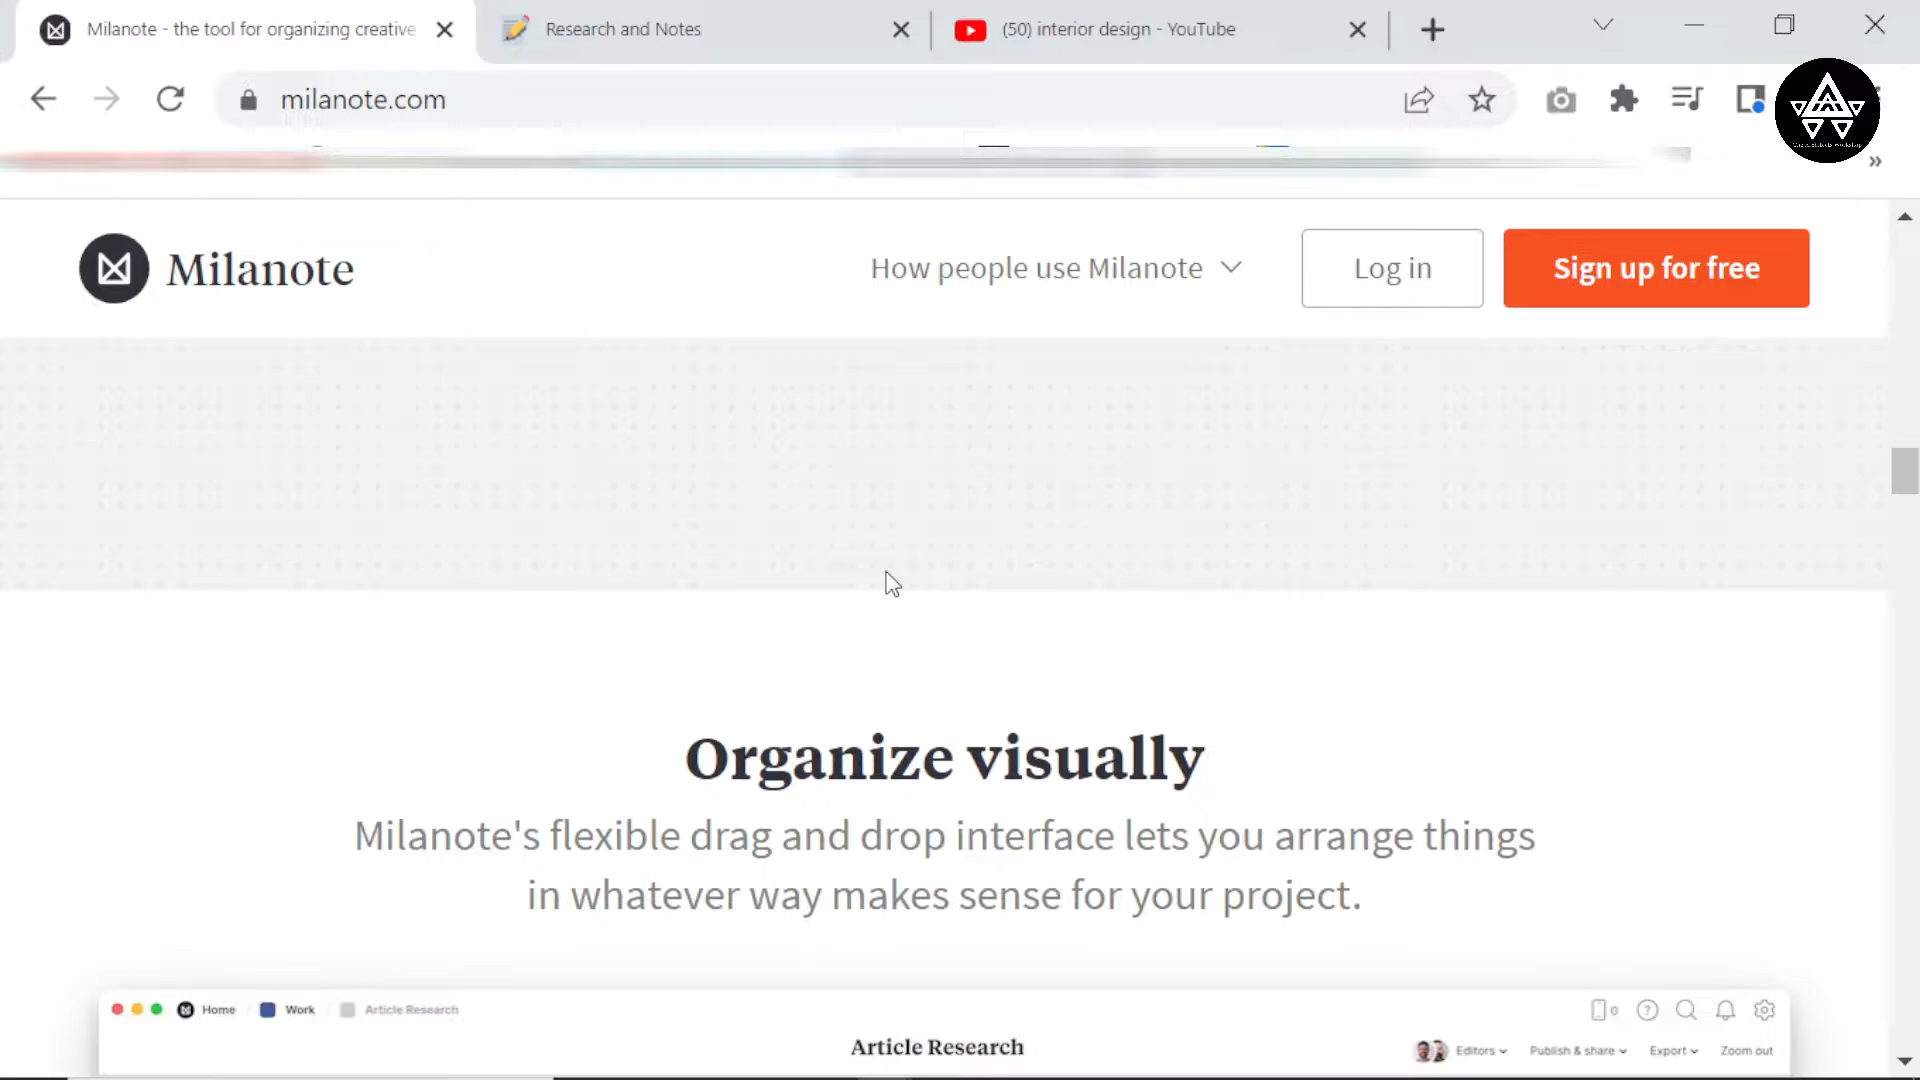 Milanote - the tool for organizing creative
Research and Notes
(50) interior design - YouTube
milanote.com
»
Milanote
How people use Milanote
Log in
Sign up for free
Organize visually
Milanote's flexible drag and drop interface lets you arrange things
in whatever way makes sense for your project.
Home
Work
Article Research
0
Article Research
Editors
Publish & share
Export
Zoom out